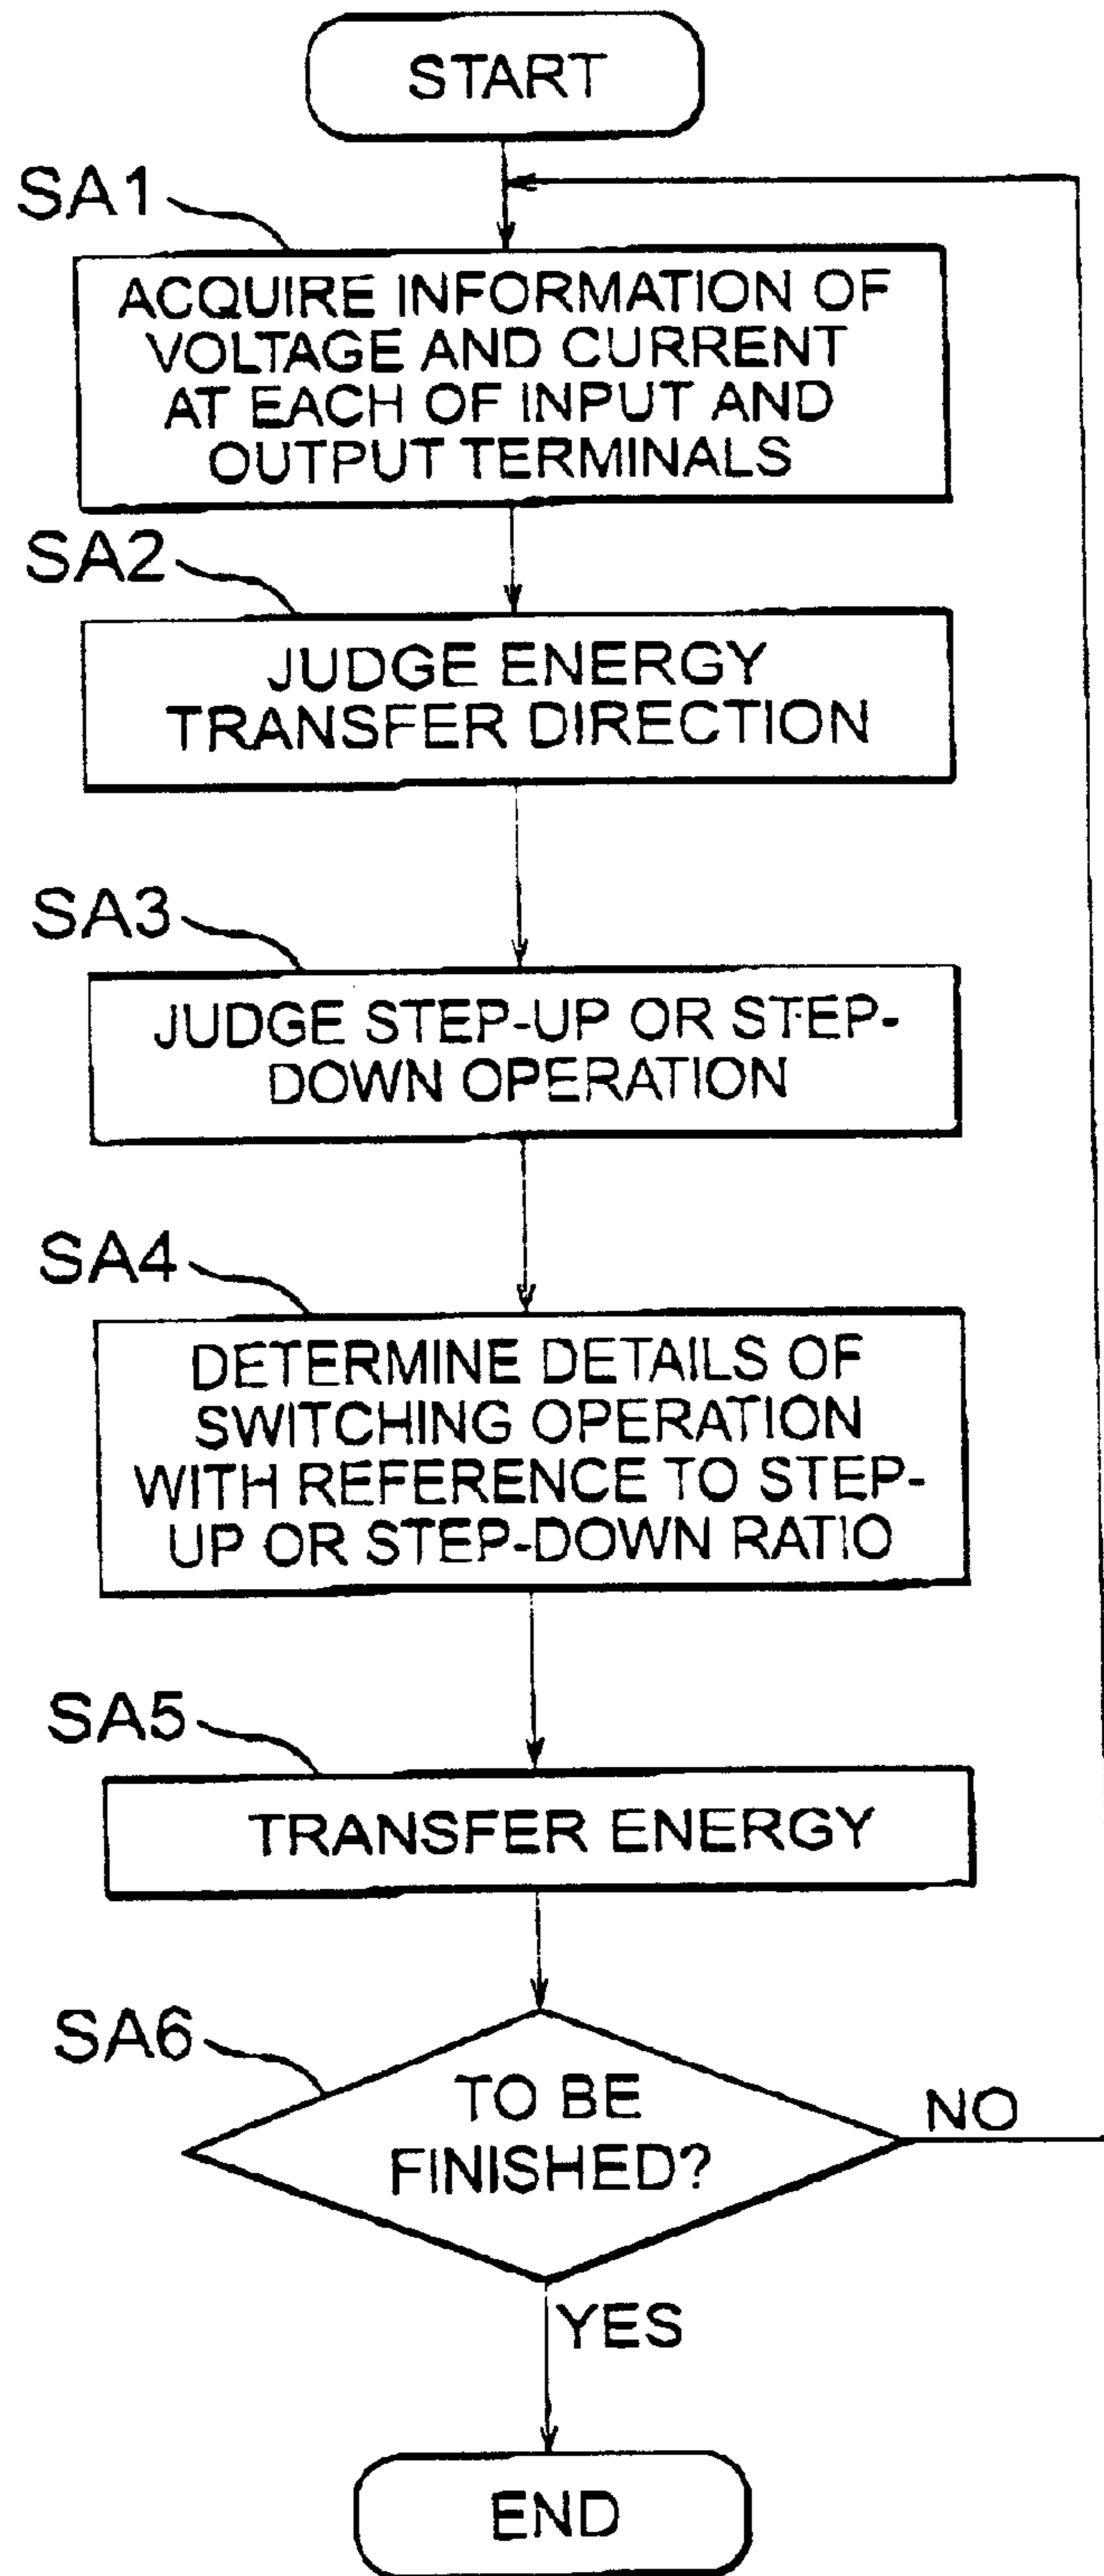 START
SA1
ACQUIRE INFORMATION OF
VOLTAGE AND CURRENT
AT EACH OF INPUT AND
OUTPUT TERMINALS
SA2
JUDGE ENERGY
TRANSFER DIRECTION
SA3
JUDGE STEP-UP OR STEP-
DOWN OPERATION
SA4
DETERMINE DETAILS OF
SWITCHING OPERATION
WITH REFERENCE TO STEP-
UP OR STEP-DOWN RATIO
SA5
TRANSFER ENERGY
SA6
TO BE
FINISHED?
NO
YES
END